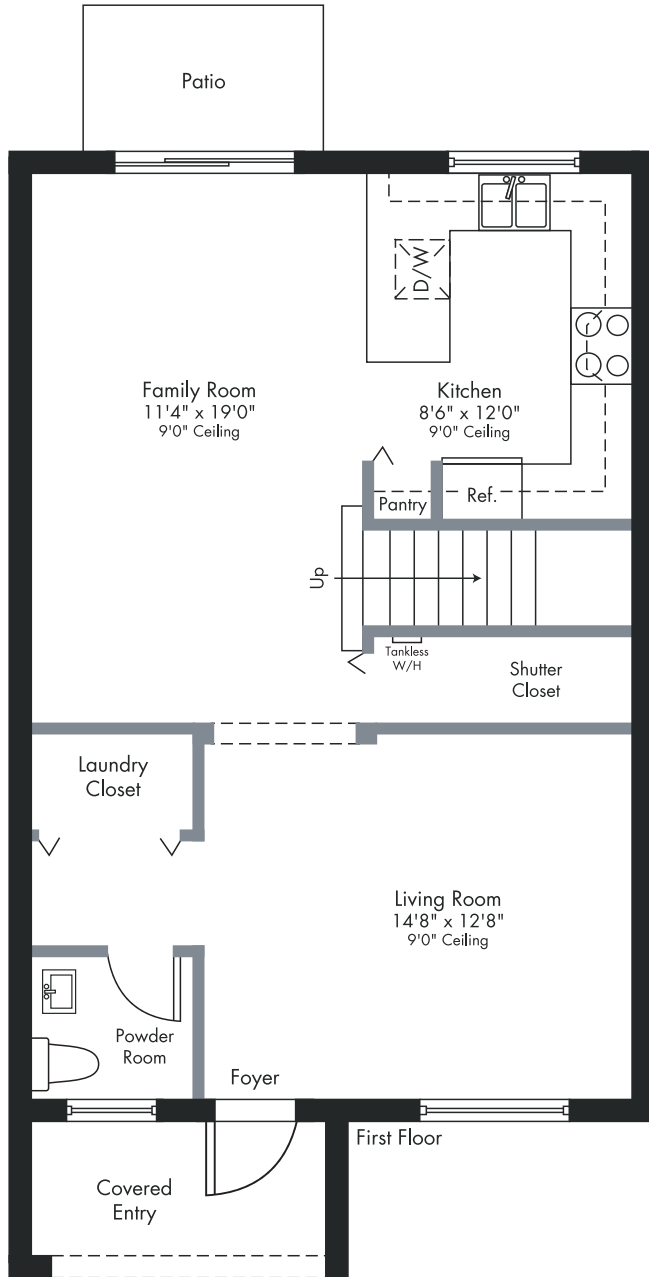 Patio
D/W
Family Room
11'4" x 19'0"
9'0" Ceiling
Kitchen
8'6" x 12'0"
9'0" Ceiling
Pantry
Ref.
Up
Tankless
W/H
Shutter
Closet
Laundry
Closet
Living Room
14'8" x 12'8"
9'0" Ceiling
Powder
Room
Foyer
First Floor
Covered
Entry